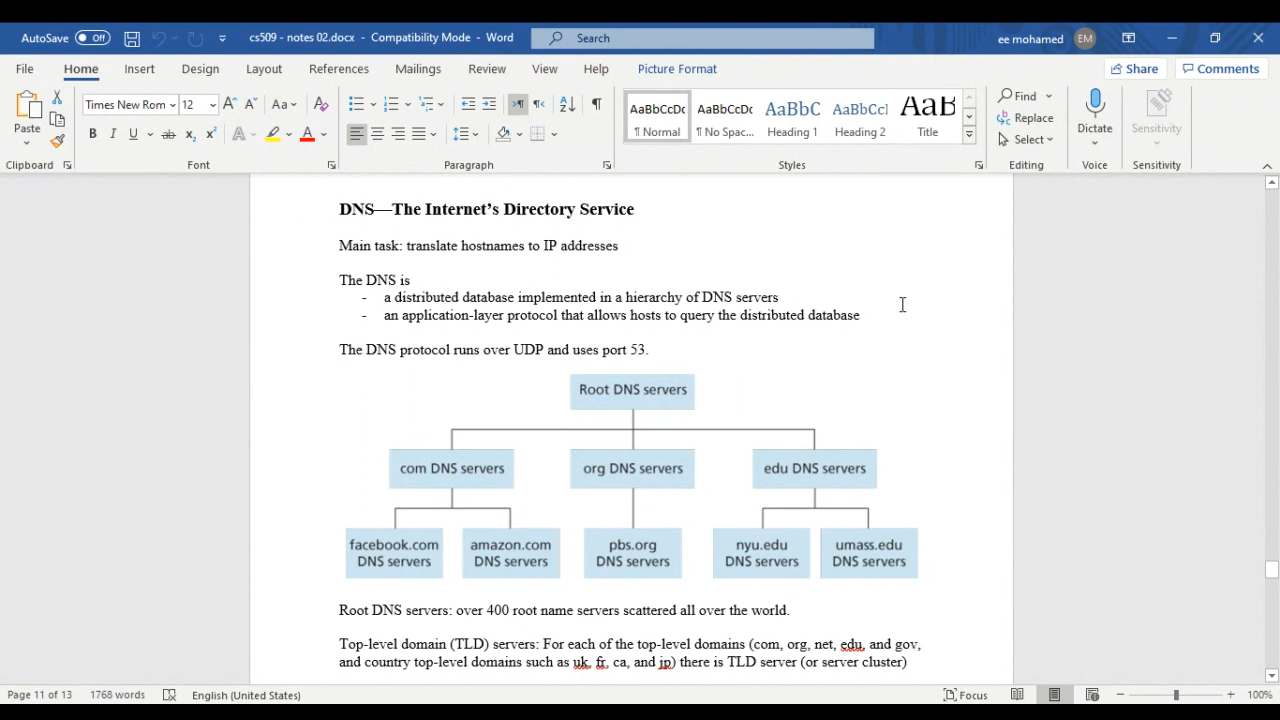 AutoSave Off cs509 - notes 02.docx - Compatibility Mode - Word Search ee mohamed EM
File Home Insert Design Layout References Mailings Review View Help Picture Format Share Comments
Times New Rom 12 Aa AaBbCcDc AaBbCcDc AaBbC AaBbCcI AaB Find
Paste Replace Dictate Sensitivity
B I U ab x₂ x² A A ¶ Normal ¶ No Spac... Heading 1 Heading 2 Title Select
Clipboard Font Paragraph Styles Editing Voice Sensitivity
DNS—The Internet's Directory Service
Main task: translate hostnames to IP addresses
The DNS is
- a distributed database implemented in a hierarchy of DNS servers
- an application-layer protocol that allows hosts to query the distributed database
The DNS protocol runs over UDP and uses port 53.
Root DNS servers
com DNS servers org DNS servers edu DNS servers
facebook.com amazon.com pbs.org nyu.edu umass.edu
DNS servers DNS servers DNS servers DNS servers DNS servers
Root DNS servers: over 400 root name servers scattered all over the world.
Top-level domain (TLD) servers: For each of the top-level domains (com, org, net, edu, and gov,
and country top-level domains such as uk, fr, ca, and jp) there is TLD server (or server cluster)
Page 11 of 13 1768 words English (United States) Focus 100%